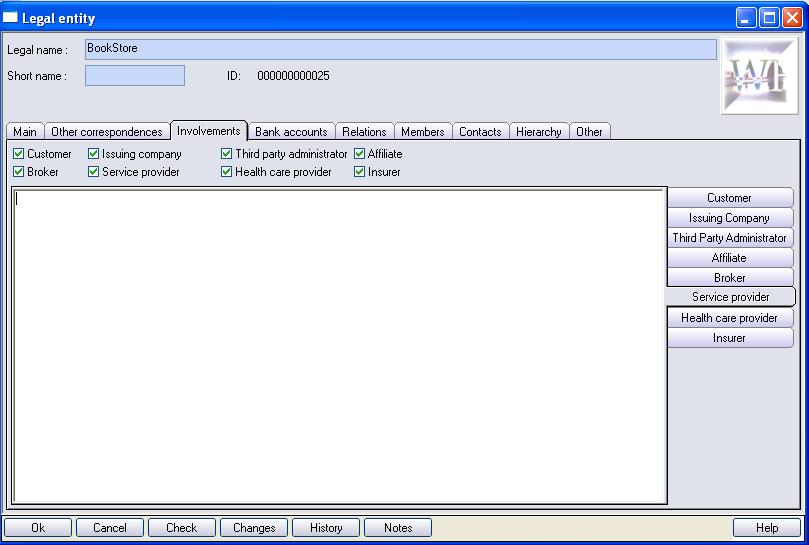 Legal entity
Legal name : BookStore
Short name : ID: 000000000025
WI
Main Other correspondences Involvements Bank accounts Relations Members Contacts Hierarchy Other
Customer Issuing company Third party administrator Affiliate
Broker Service provider Health care provider Insurer
Customer
Issuing Company
Third Party Administrator
Affiliate
Broker
Service provider
Health care provider
Insurer
Ok Cancel Check Changes History Notes Help